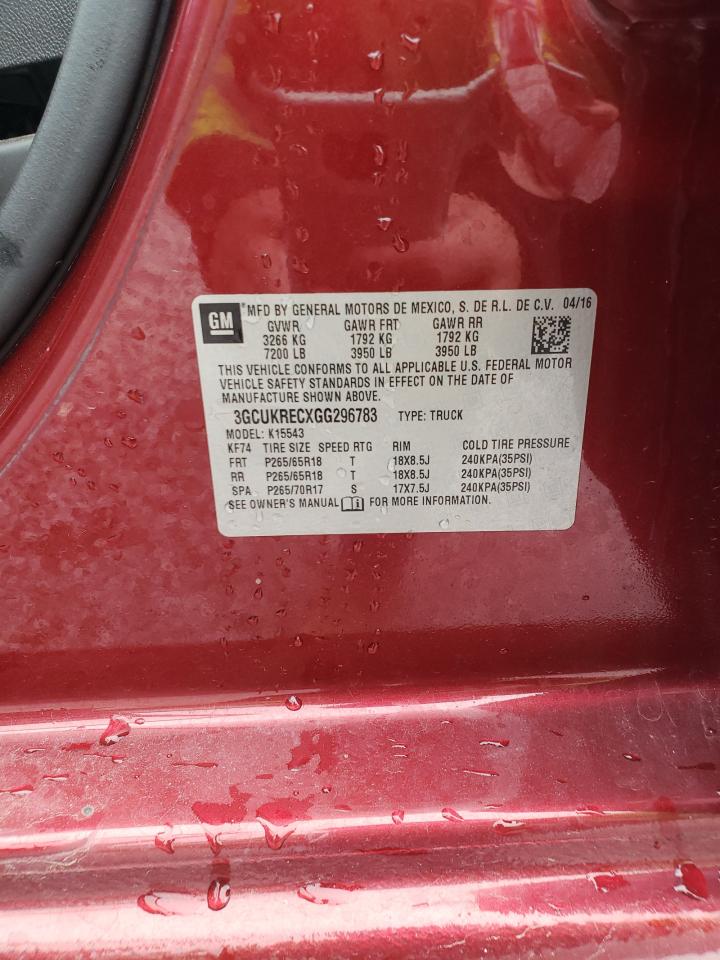 GM MFD BY GENERAL MOTORS DE MEXICO, S. DE R.L. DE C.V. 04/16
GVWR GAWR FRT GAWR RR
3266 KG 1792 KG 1792 KG
7200 LB 3950 LB 3950 LB
THIS VEHICLE CONFORMS TO ALL APPLICABLE U.S. FEDERAL MOTOR
VEHICLE SAFETY STANDARDS IN EFFECT ON THE DATE OF
MANUFACTURE SHOWN ABOVE.
3GCUKRECXGG296783 TYPE: TRUCK
MODEL: K15543
KF74 TIRE SIZE SPEED RTG RIM COLD TIRE PRESSURE
FRT P265/65R18 T 18X8.5J 240KPA(35PSI)
RR P265/65R18 T 18X8.5J 240KPA(35PSI)
SPA P265/70R17 S 17X7.5J 240KPA(35PSI)
SEE OWNER'S MANUAL FOR MORE INFORMATION.